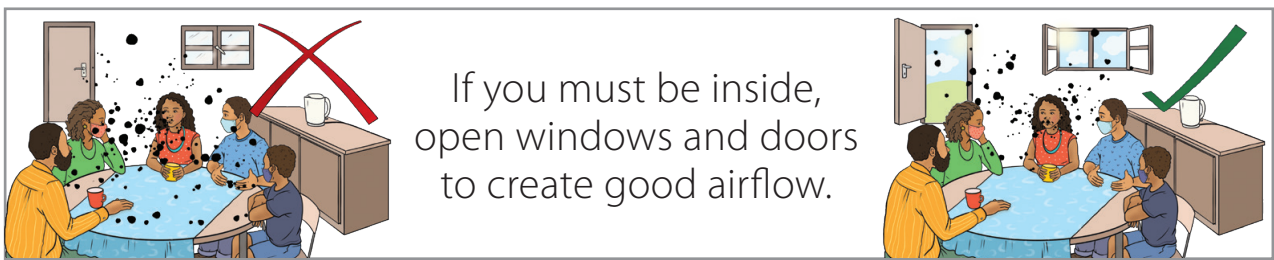 If you must be inside,
open windows and doors
to create good airflow.